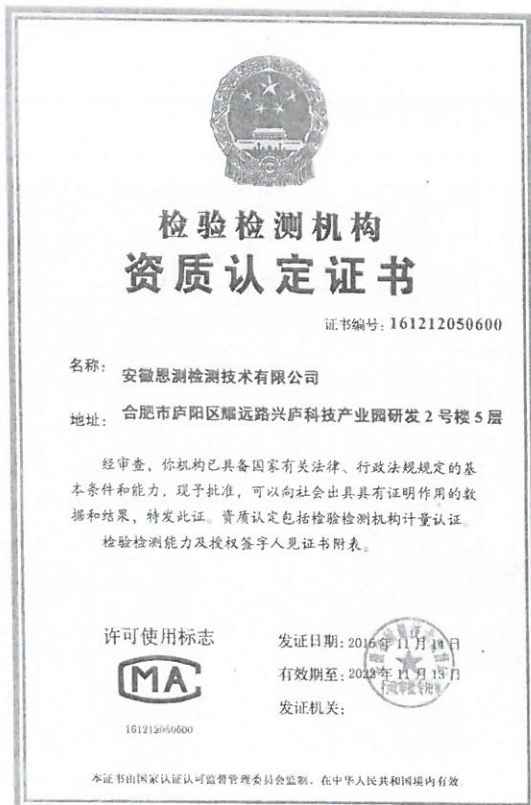 检验检测机构
资质认定证书
证书编号: 161212050600
名称: 安徽恩测检测技术有限公司
地址: 合肥市庐阳区耀远路兴庐科技产业园研发2号楼5层
经审查，你机构已具备国家有关法律、行政法规规定的基
本条件和能力，现予批准，可以向社会出具具有证明作用的数
据和结果，特发此证。资质认定包括检验检测机构计量认证
检验检测能力及授权签字人见证书附表。
许可使用标志
MA
161212050600
发证日期: 2016年11月14日
有效期至: 2022年11月13日
发证机关:
行政审批专用章
本证书由国家认证认可监督管理委员会监制、在中华人民共和国境内有效